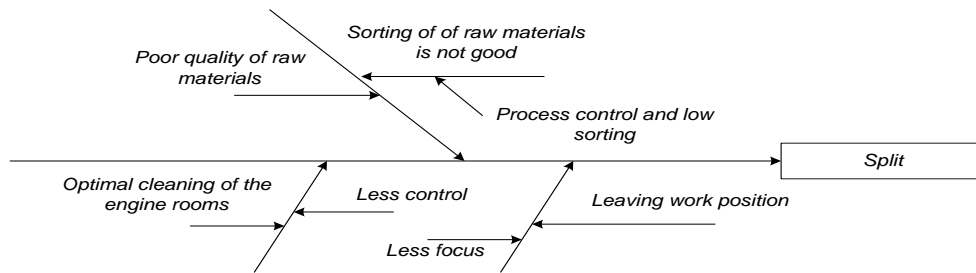 Sorting of of raw materials
is not good
Poor quality of raw
materials
Process control and low
sorting
Split
Optimal cleaning of the
engine rooms
Less control
Leaving work position
Less focus